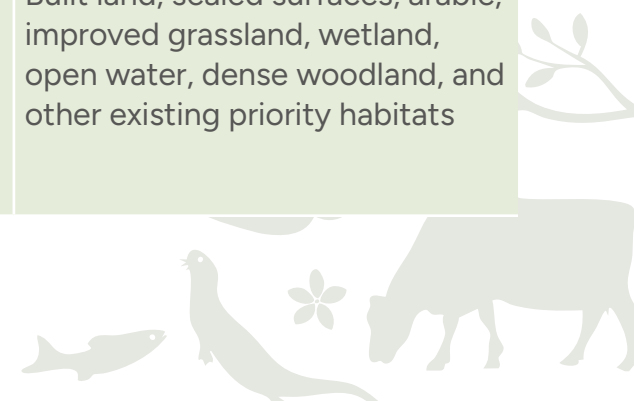 Built land, sealed surfaces, arable,
improved grassland, wetland,
open water, dense woodland, and
other existing priority habitats